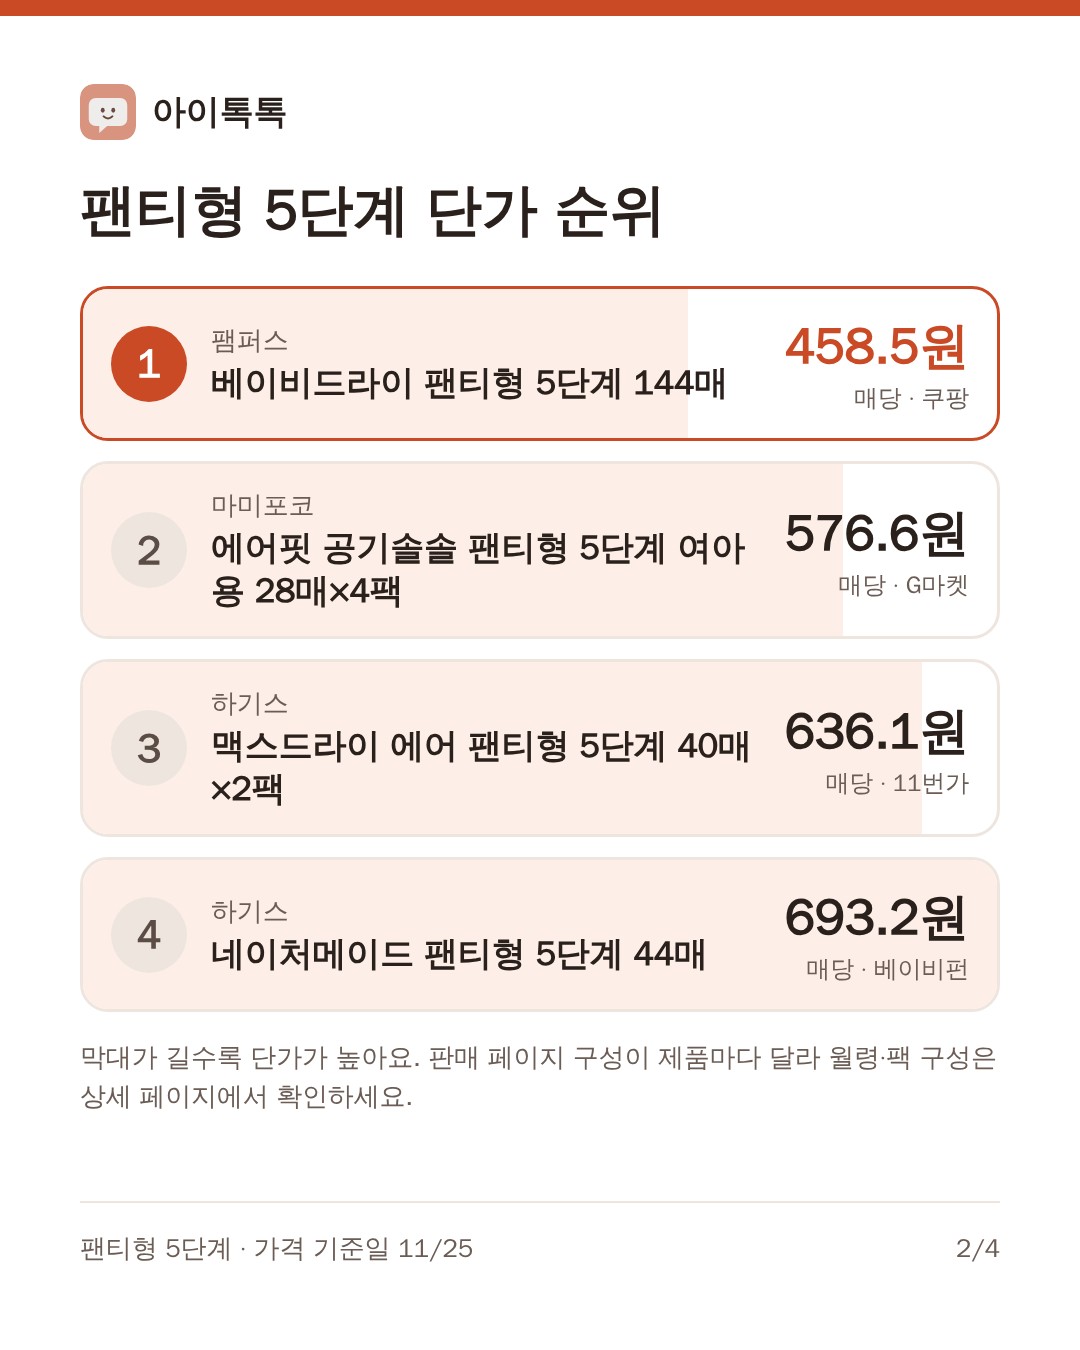 아이톡톡
팬티형 5단계 단가 순위
1
팸퍼스
베이비드라이 팬티형 5단계 144매
458.5원
매당 · 쿠팡
2
마미포코
에어핏 공기솔솔 팬티형 5단계 여아
용 28매×4팩
576.6원
매당 · G마켓
3
하기스
맥스드라이 에어 팬티형 5단계 40매
×2팩
636.1원
매당 · 11번가
4
하기스
네이처메이드 팬티형 5단계 44매
693.2원
매당 · 베이비펀
막대가 길수록 단가가 높아요. 판매 페이지 구성이 제품마다 달라 월령·팩 구성은
상세 페이지에서 확인하세요.
팬티형 5단계 · 가격 기준일 11/25
2/4